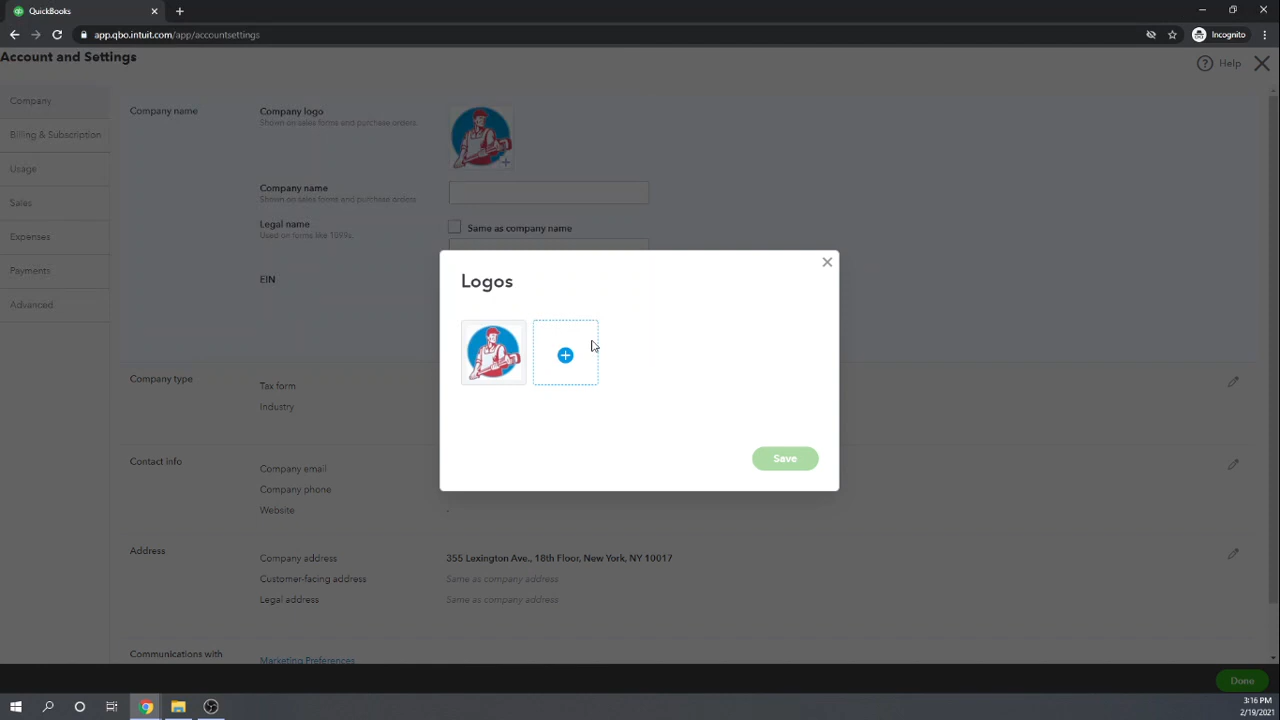 QuickBooks
app.qbo.intuit.com/app/accountsettings
Incognito
Account and Settings
Help
Company
Billing & Subscription
Usage
Sales
Expenses
Payments
Advanced
Company name
Company logo
Shown on sales forms and purchase orders.
Company name
Shown on sales forms and purchase orders.
Legal name
Used on forms like 1099s.
Same as company name
EIN
Logos
Save
Company type
Tax form
Industry
Contact info
Company email
Company phone
Website
-
Address
Company address
355 Lexington Ave., 18th Floor, New York, NY 10017
Customer-facing address
Same as company address
Legal address
Same as company address
Communications with
Marketing Preferences
Done
3:16 PM
2/19/2021